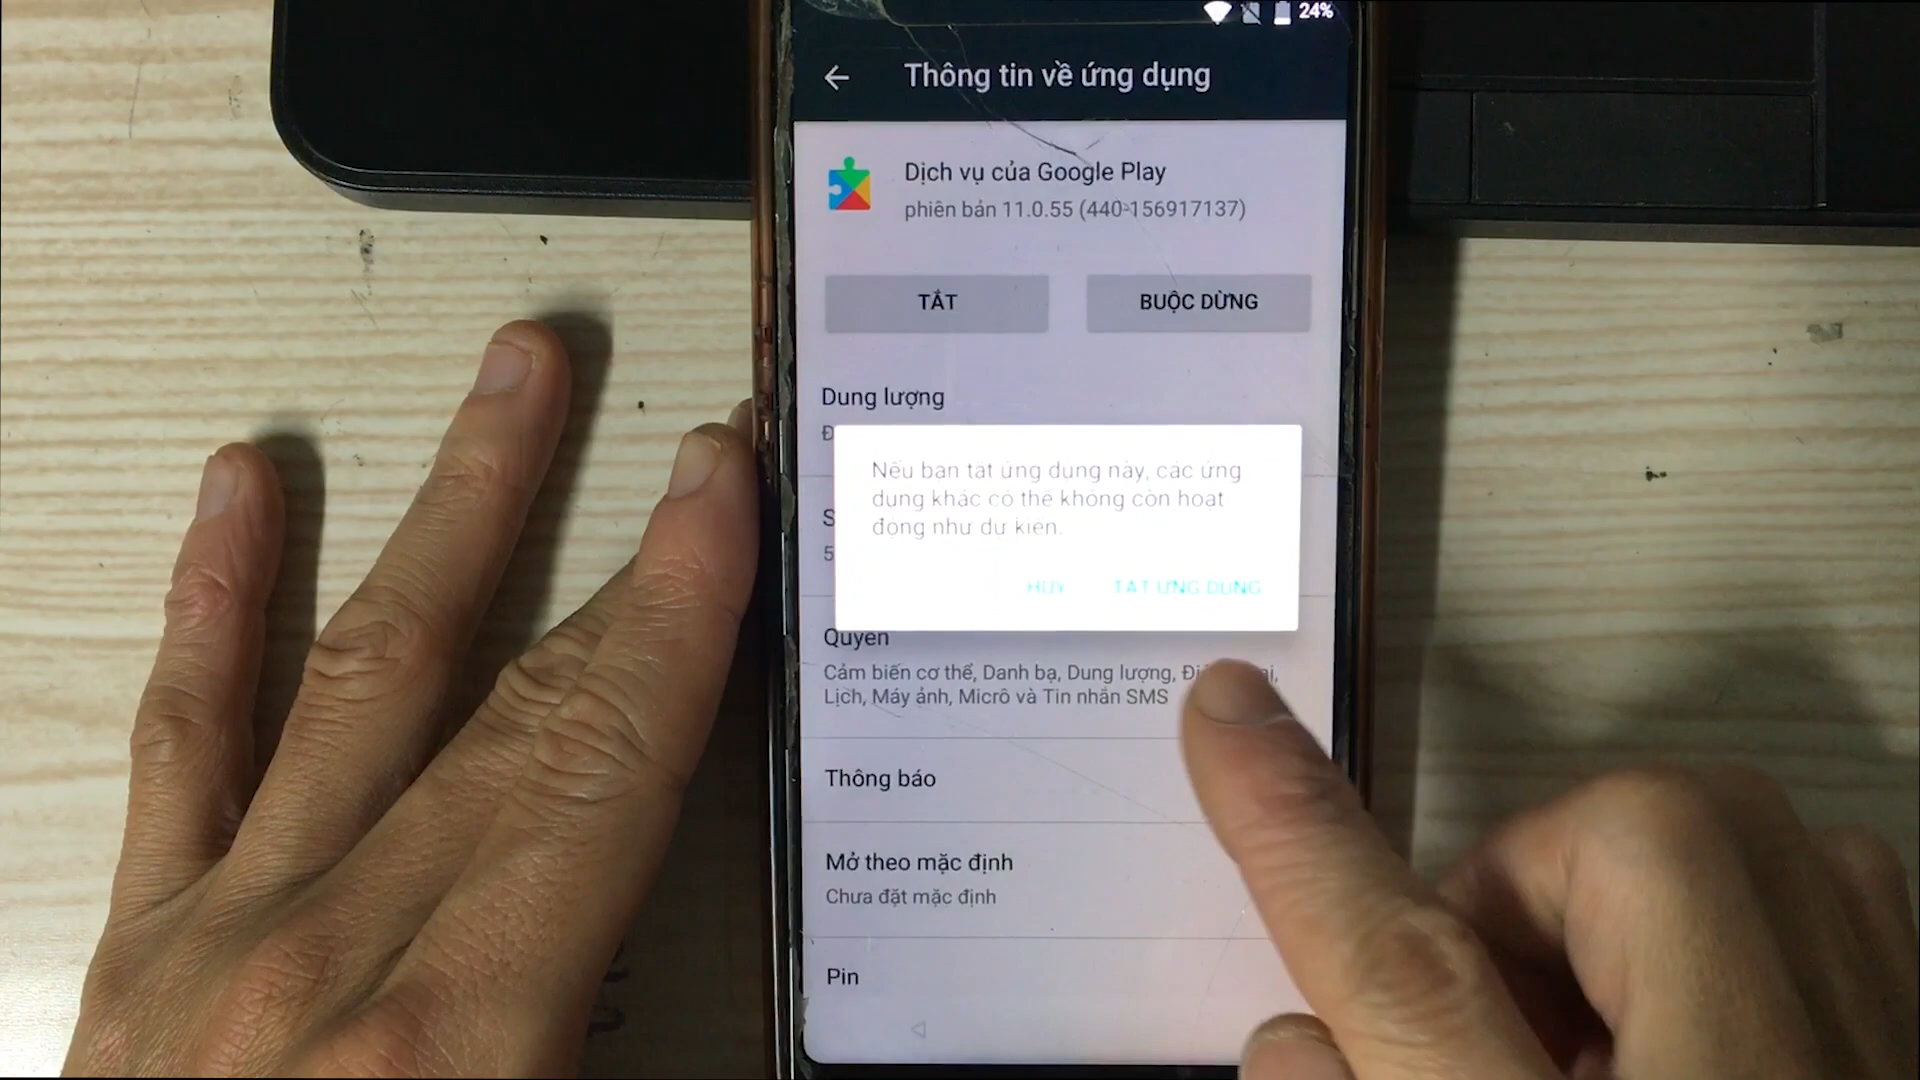 24%
Thông tin về ứng dụng
Dịch vụ của Google Play
phiên bản 11.0.55 (440-156917137)
TẮT
BUỘC DỪNG
Dung lượng
Nếu bạn tắt ứng dụng này, các ứng
dụng khác có thể không còn hoạt
động như dự kiến.
HỦY
TẮT ỨNG DỤNG
Quyền
Cảm biến cơ thể, Danh bạ, Dung lượng,
Lịch, Máy ảnh, Micrô và Tin nhắn SMS
Thông báo
Mở theo mặc định
Chưa đặt mặc định
Pin